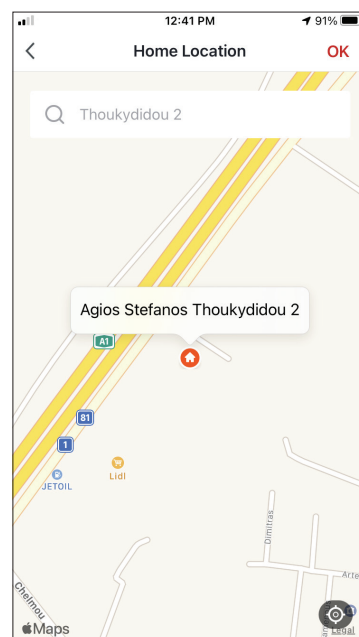 12:41 PM
91%
Home Location
OK
Thoukydidou 2
Agios Stefanos Thoukydidou 2
A1
81
1
Lidl
JETOIL
Dimitras
Chelmou
Arte
Maps
Legal